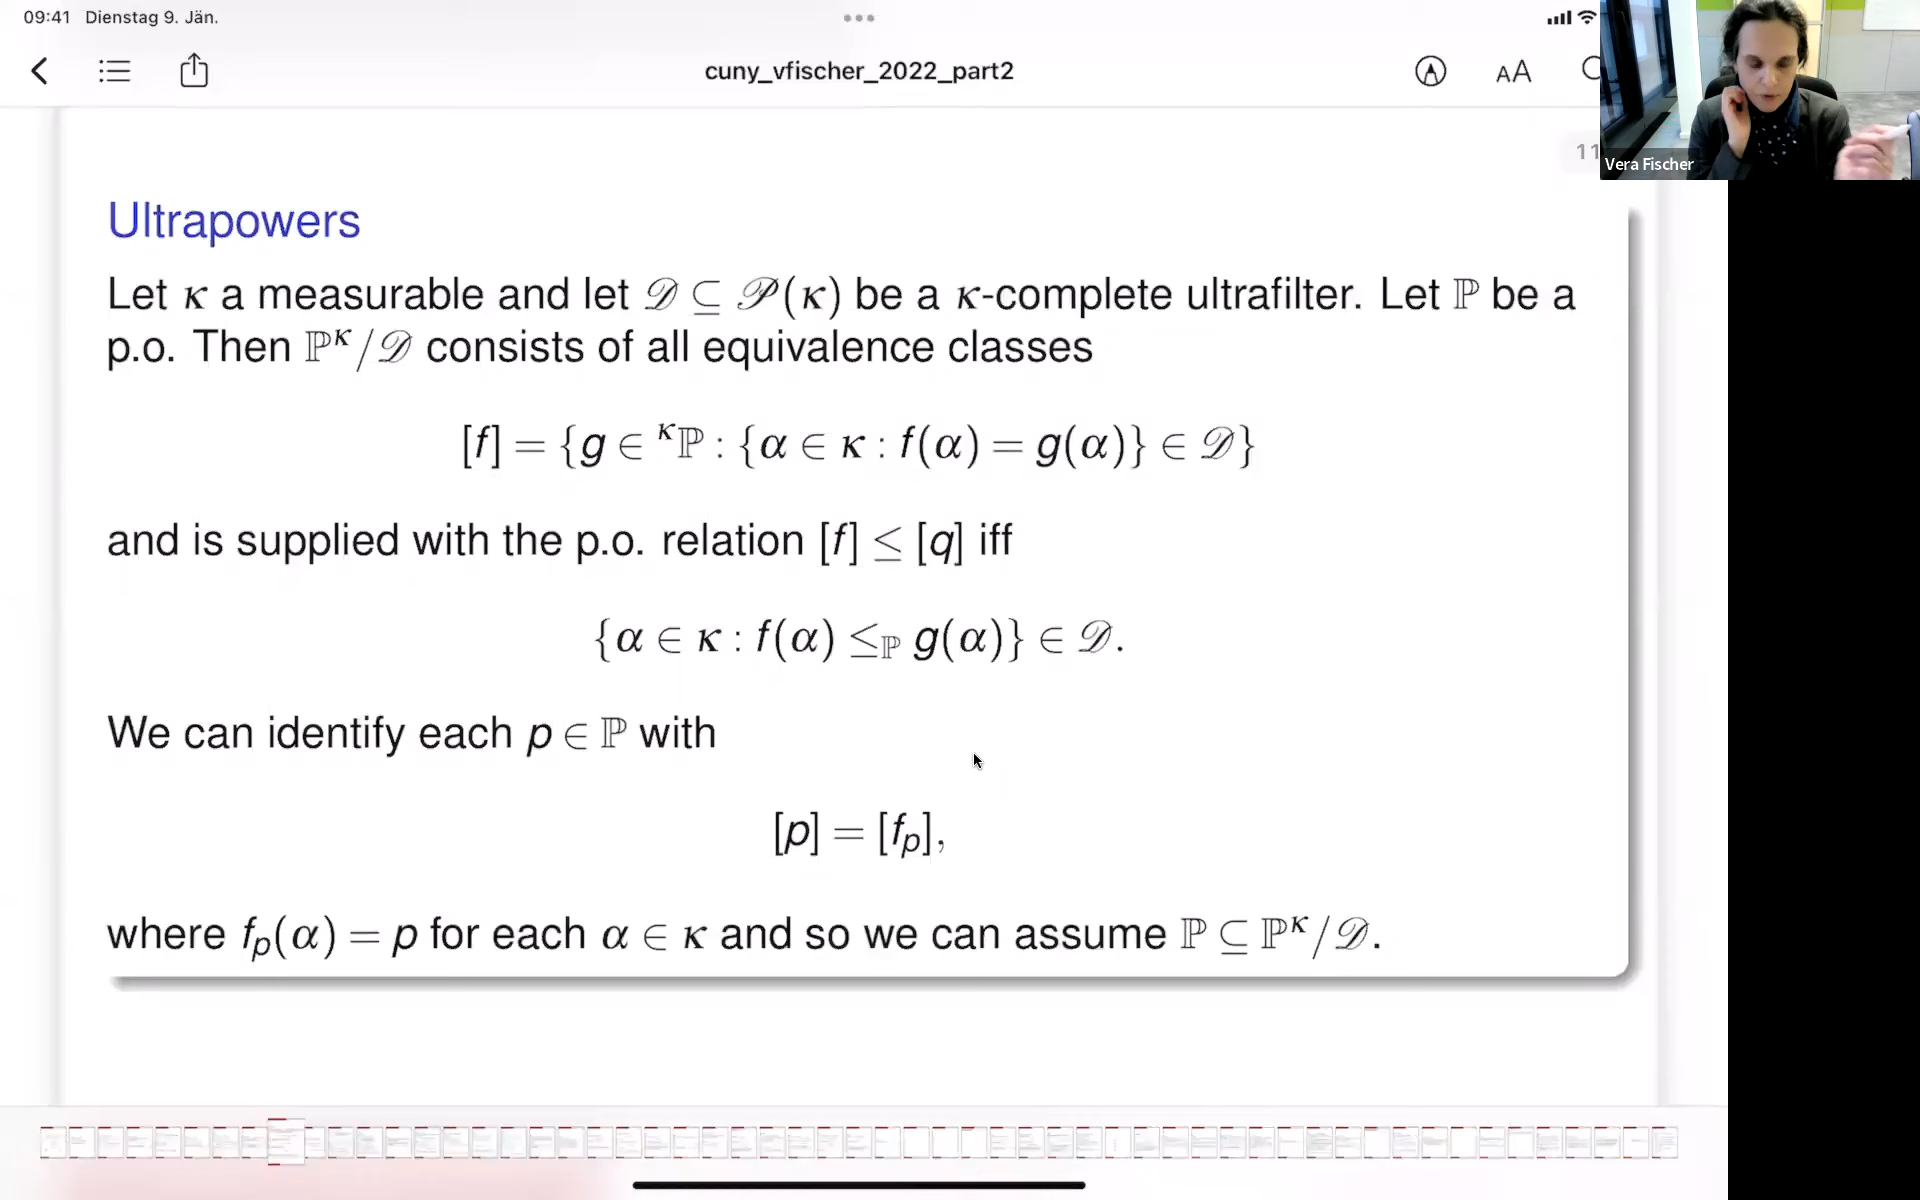 09:41 Dienstag 9. Jän.
cuny_vfischer_2022_part2
AA
11
Vera Fischer
Ultrapowers
Let κ a measurable and let 𝒟 ⊆ 𝒫(κ) be a κ-complete ultrafilter. Let ℙ be a
p.o. Then ℙ^κ/𝒟 consists of all equivalence classes
[f] = {g ∈ ^κℙ : {α ∈ κ : f(α) = g(α)} ∈ 𝒟}
and is supplied with the p.o. relation [f] ≤ [q] iff
{α ∈ κ : f(α) ≤_ℙ g(α)} ∈ 𝒟.
We can identify each p ∈ ℙ with
[p] = [f_p],
where f_p(α) = p for each α ∈ κ and so we can assume ℙ ⊆ ℙ^κ/𝒟.